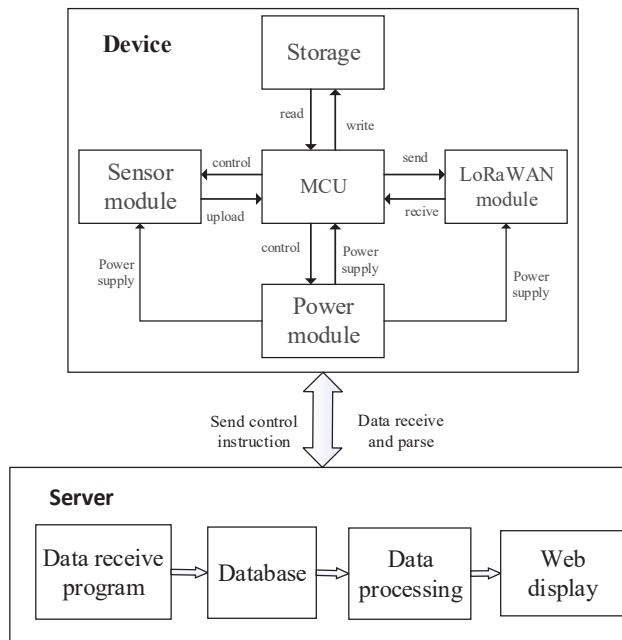 Device
Storage
read
write
control
send
Sensor
module
MCU
LoRaWAN
module
upload
recive
control
Power
supply
Power
supply
Power
supply
Power
module
Send control
instruction
Data receive
and parse
Server
Data receive
program
Database
Data
processing
Web
display